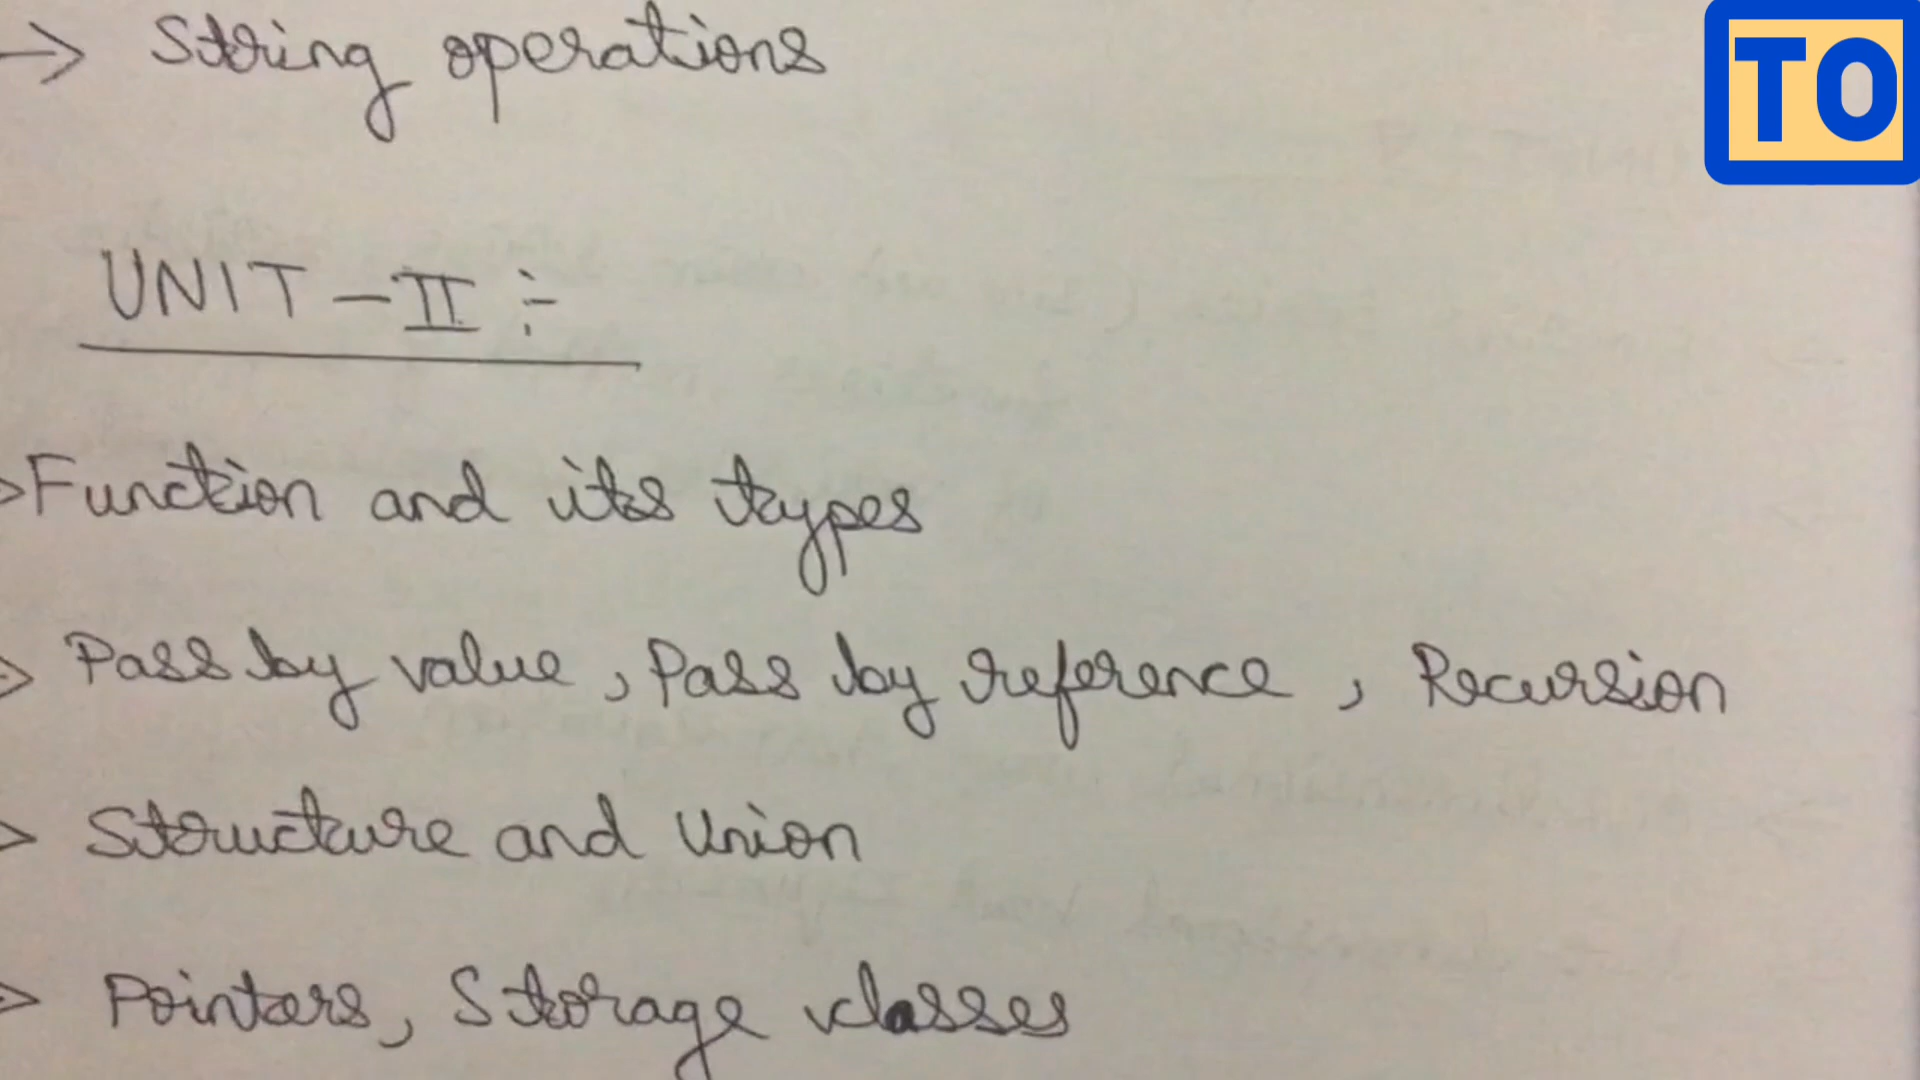 → String operations
TO
UNIT - II :-
> Function and its types
> Pass by value, Pass by reference, Recursion
> Structure and Union
> Pointers, Storage classes